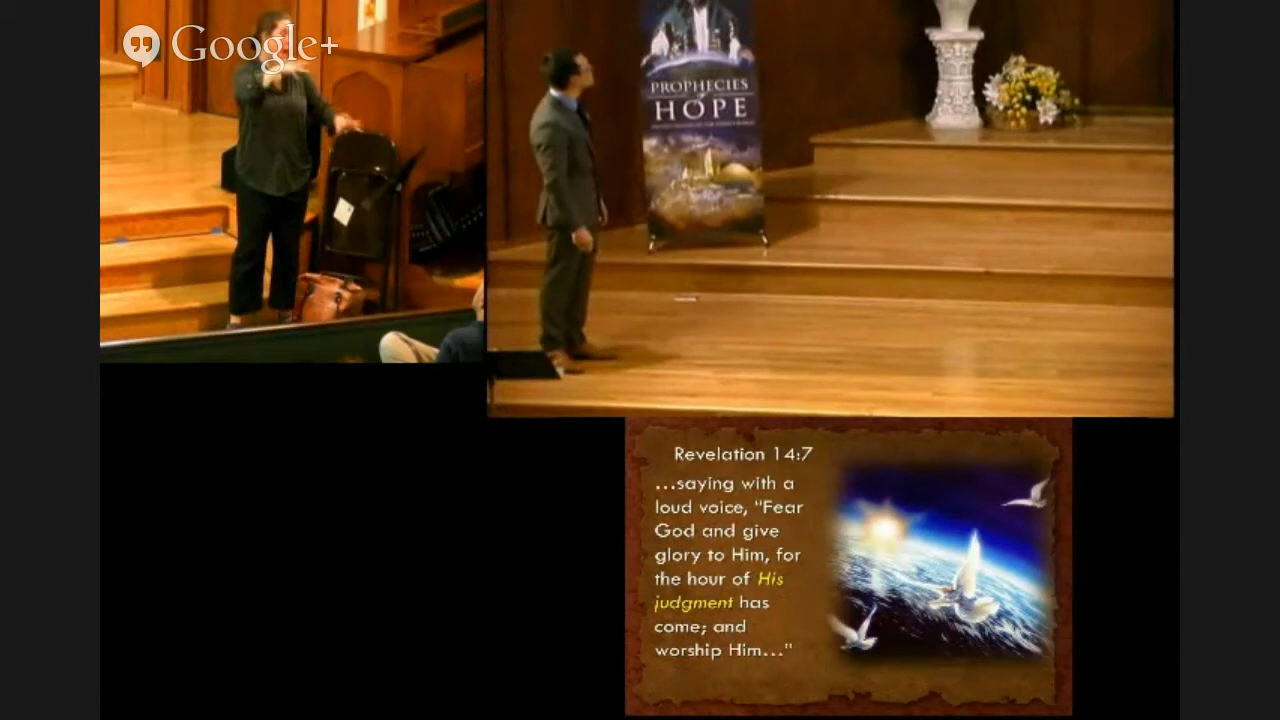 Google+
PROPHECIES
of
HOPE
Revelation 14:7
...saying with a
loud voice, "Fear
God and give
glory to Him, for
the hour of His
judgment has
come; and
worship Him..."